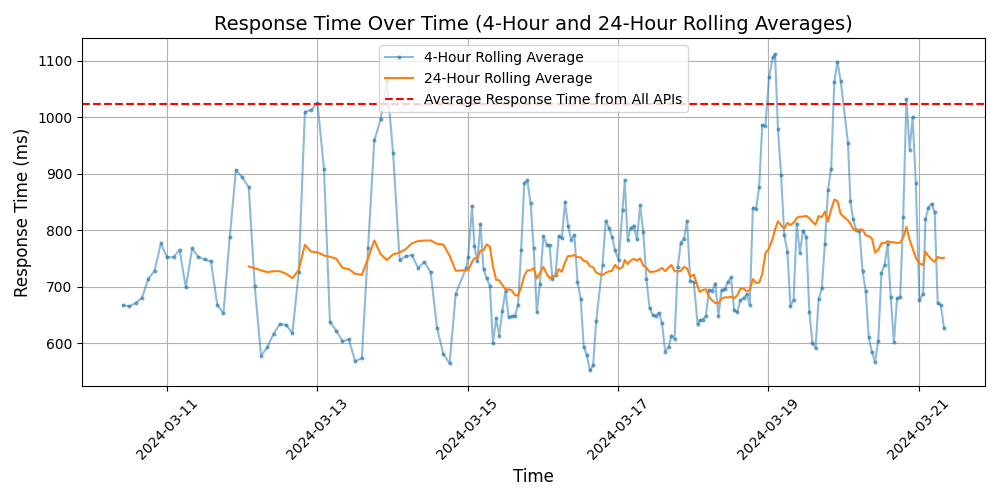 Response Time Over Time (4-Hour and 24-Hour Rolling Averages)
4-Hour Rolling Average
24-Hour Rolling Average
Average Response Time from All APIs
Response Time (ms)
1100
1000
900
800
700
600
2024-03-11
2024-03-13
2024-03-15
2024-03-17
2024-03-19
2024-03-21
Time